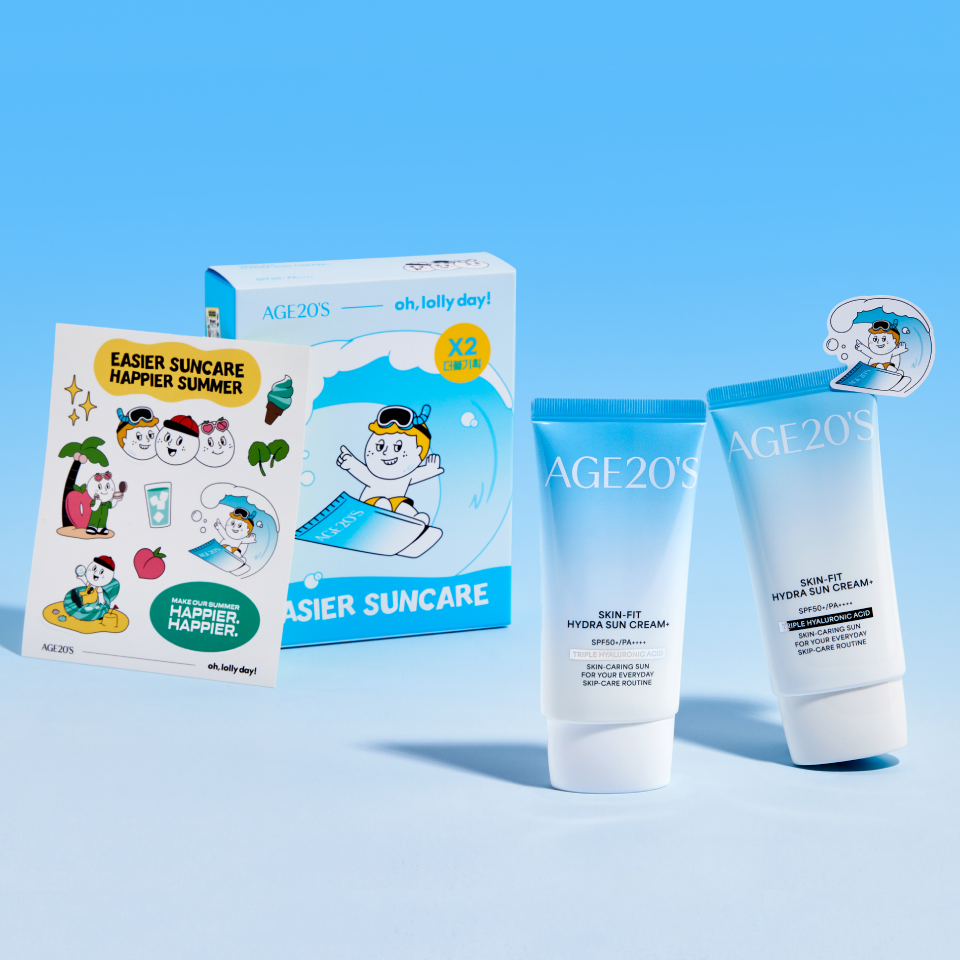 AGE20'S oh, lolly day!
X2
더블기획
AGE20'S
EASIER SUNCARE
EASIER SUNCARE
HAPPIER SUMMER
AGE20'S
MAKE OUR SUMMER
HAPPIER.
HAPPIER.
AGE20'S oh, lolly day!
AGE20'S
SKIN-FIT
HYDRA SUN CREAM+
SPF50+/PA++++
TRIPLE HYALURONIC ACID
SKIN-CARING SUN
FOR YOUR EVERYDAY
SKIP-CARE ROUTINE
AGE20'S
SKIN-FIT
HYDRA SUN CREAM+
SPF50+/PA++++
TRIPLE HYALURONIC ACID
SKIN-CARING SUN
FOR YOUR EVERYDAY
SKIP-CARE ROUTINE